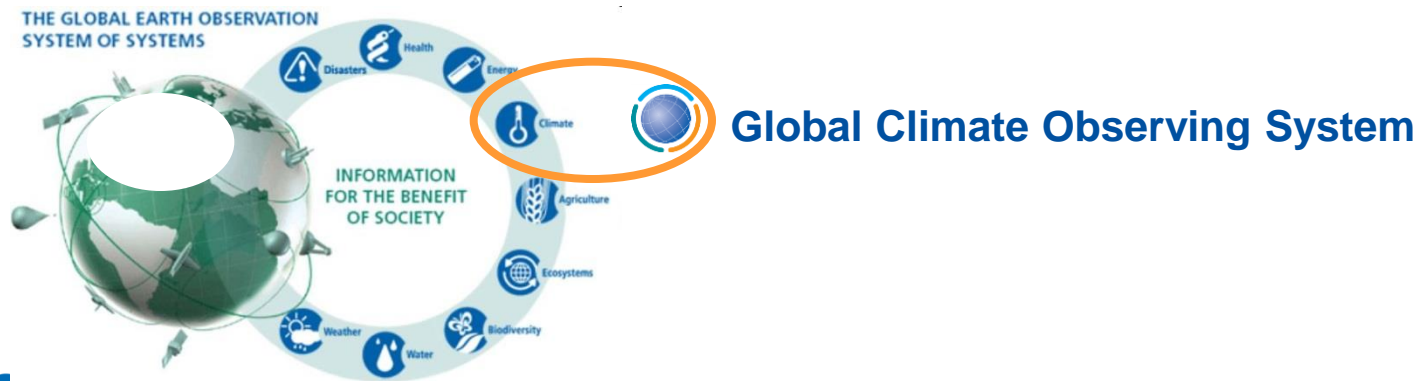 THE GLOBAL EARTH OBSERVATION
SYSTEM OF SYSTEMS
Health
Disasters
Energy
Climate
Global Climate Observing System
INFORMATION
FOR THE BENEFIT
OF SOCIETY
Agriculture
Ecosystems
Biodiversity
Weather
Water